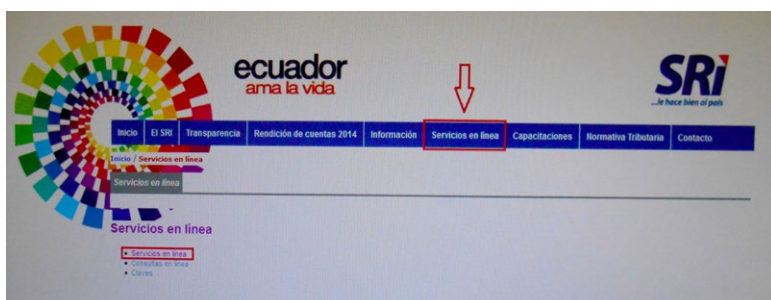 ecuador
ama la vida
SRi
...le hace bien al país
Inicio El SRI Transparencia Rendición de cuentas 2014 Información Servicios en línea Capacitaciones Normativa Tributaria Contacto
Inicio / Servicios en línea
Servicios en línea
Servicios en línea
Servicios en línea
Consultas en línea
Claves